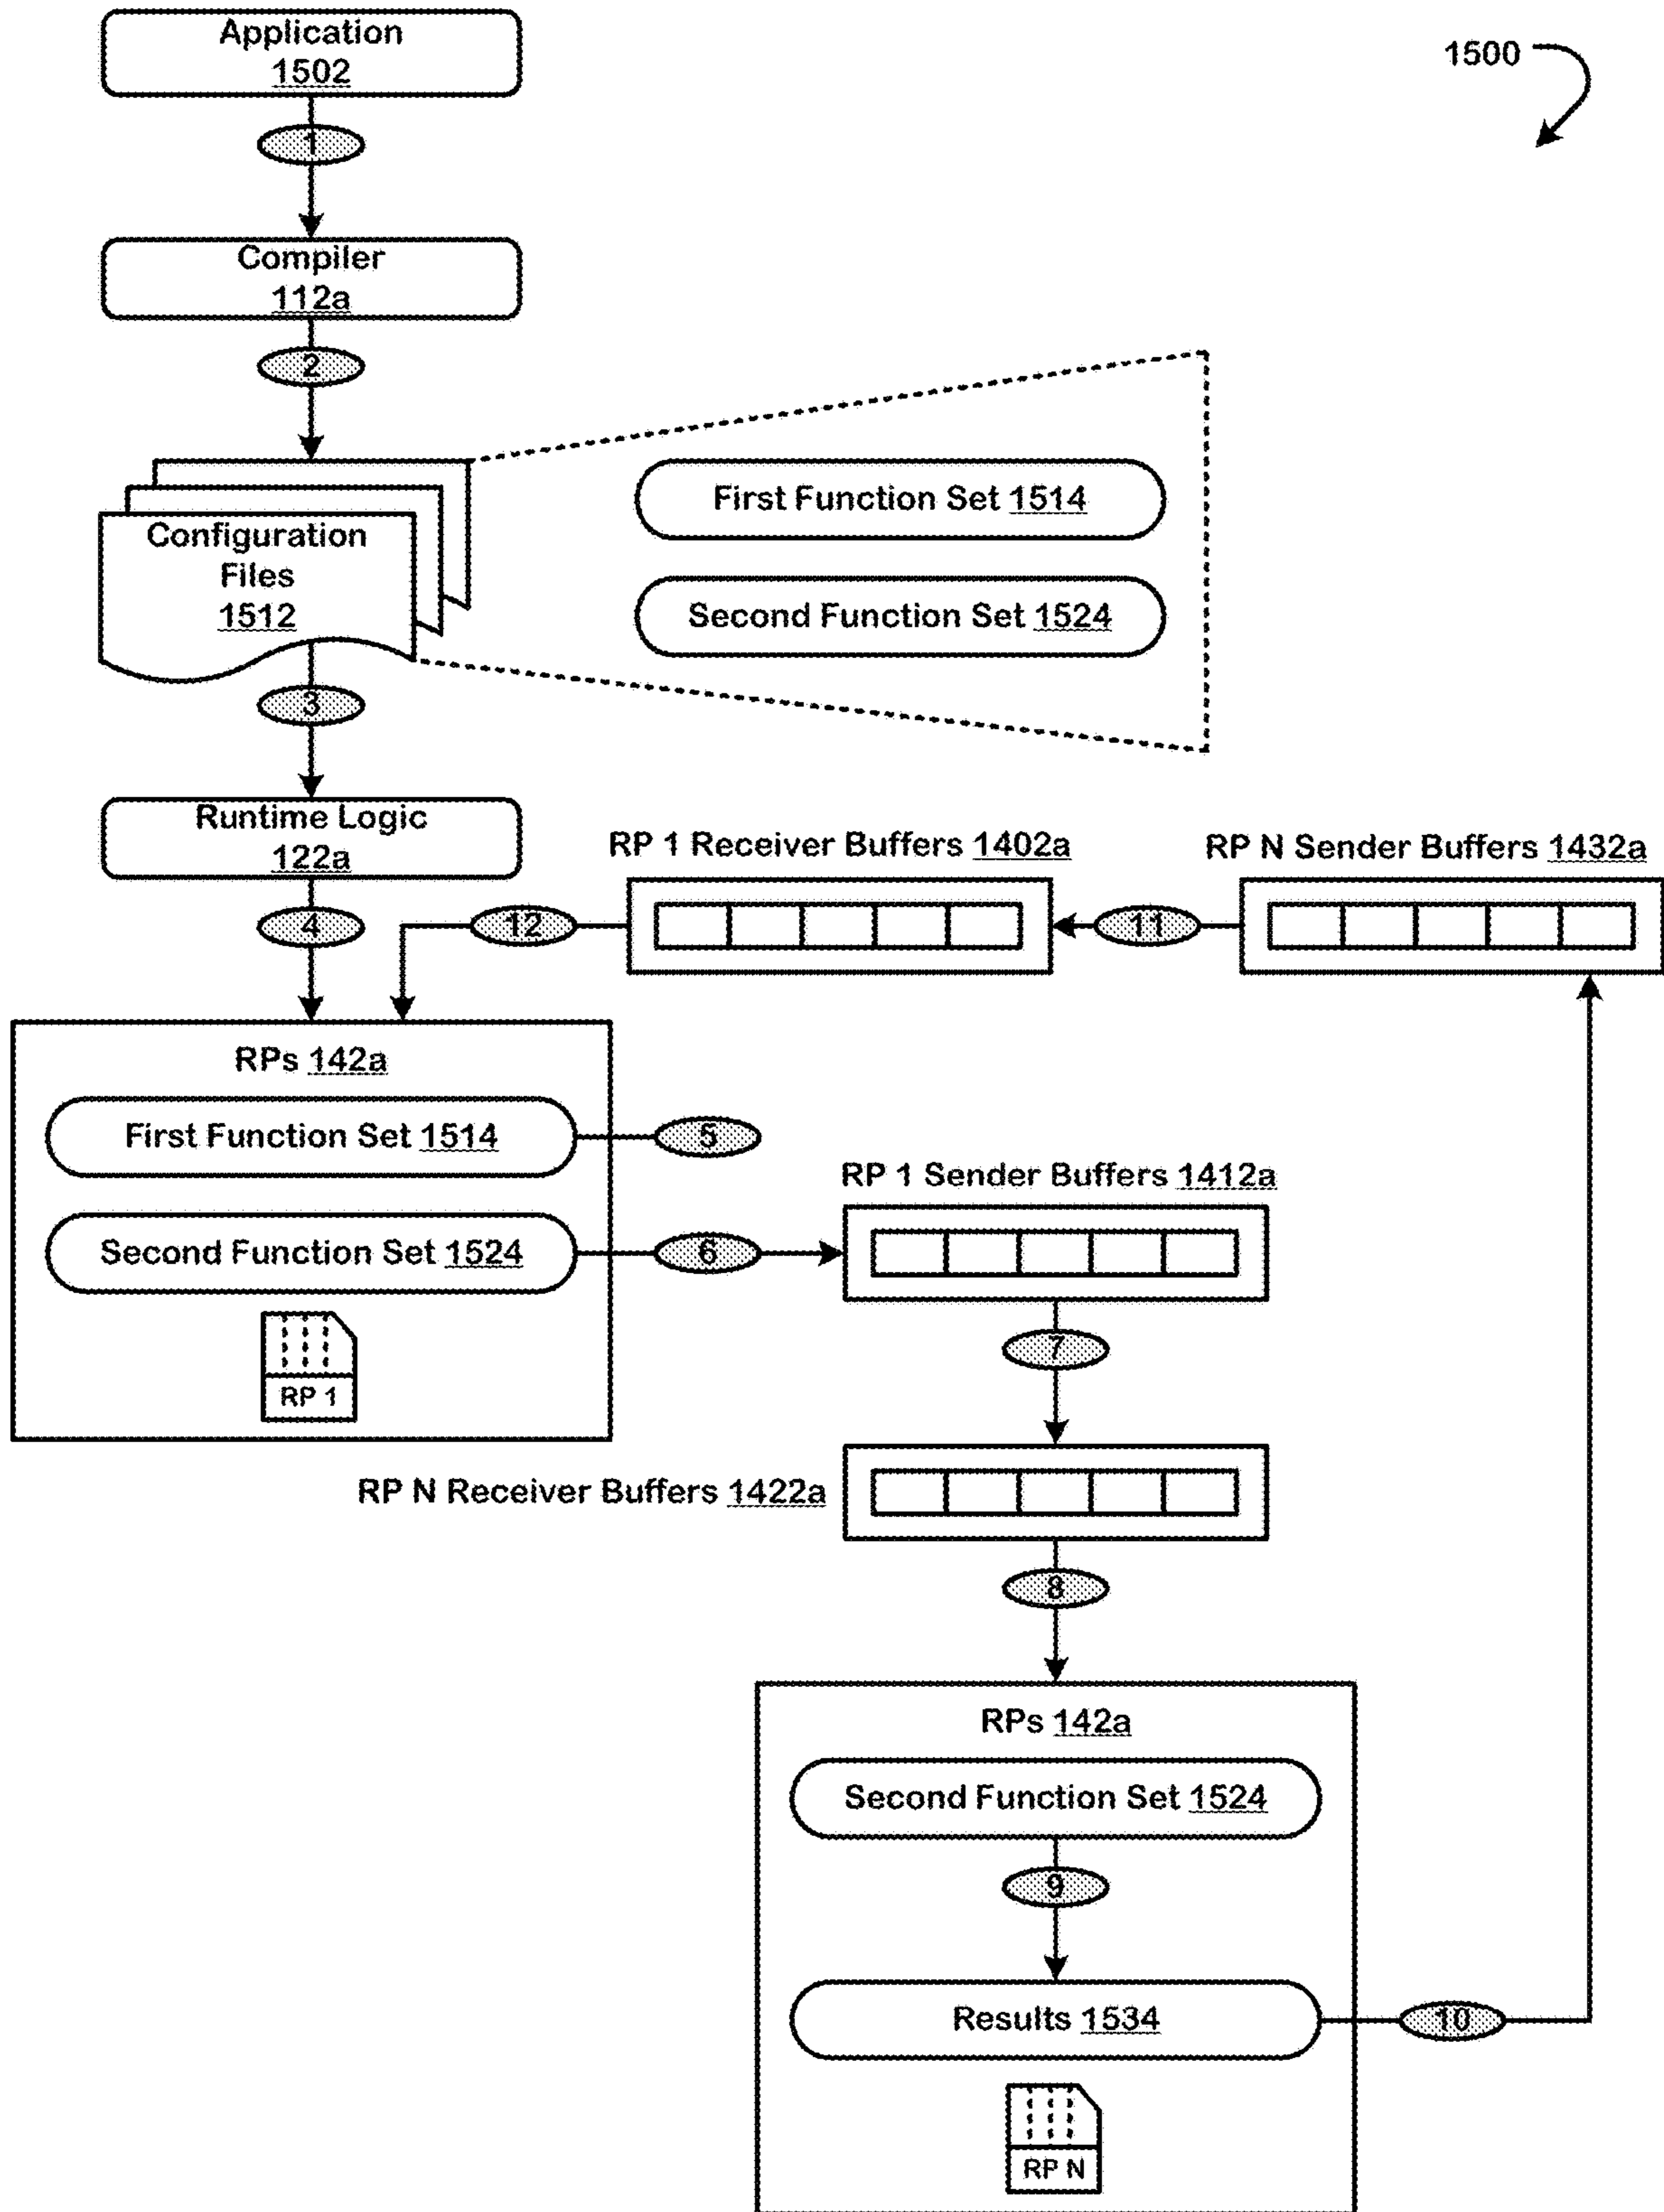 Application
1502
1500
1
Compiler
112a
2
First Function Set 1514
Configuration
Files
1512
Second Function Set 1524
3
Runtime Logic
122a
RP 1 Receiver Buffers 1402a
RP N Sender Buffers 1432a
4
12
11
RPs 142a
First Function Set 1514
5
RP 1 Sender Buffers 1412a
Second Function Set 1524
6
7
RP 1
RP N Receiver Buffers 1422a
8
RPs 142a
Second Function Set 1524
9
Results 1534
10
RP N